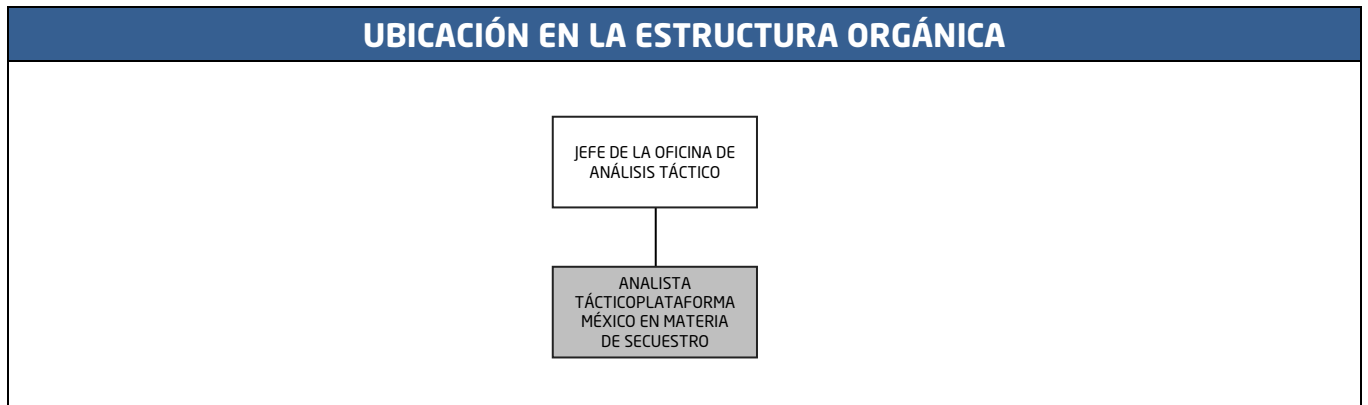 UBICACIÓN EN LA ESTRUCTURA ORGÁNICA
JEFE DE LA OFICINA DE
ANÁLISIS TÁCTICO
ANALISTA
TÁCTICOPLATAFORMA
MÉXICO EN MATERIA
DE SECUESTRO